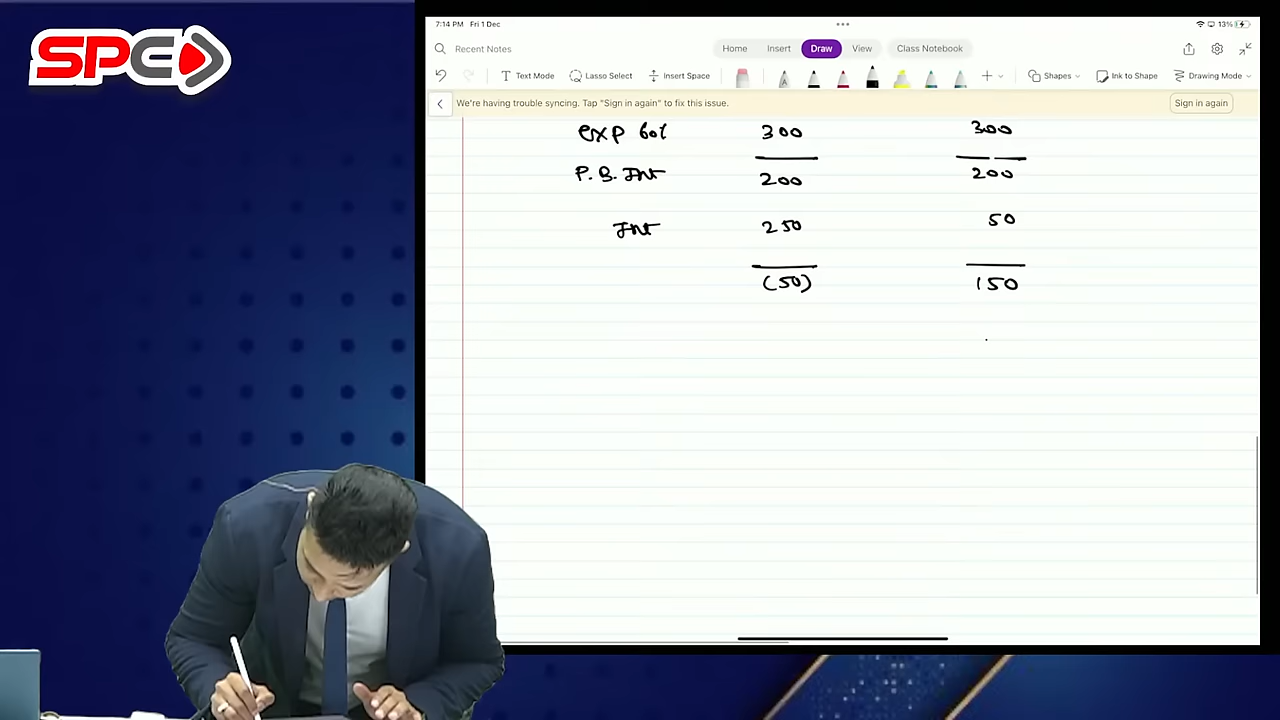 SPC
7:14 PM Fri 1 Dec
13%
Recent Notes
Home Insert Draw View Class Notebook
Text Mode Lasso Select Insert Space Shapes Ink to Shape Drawing Mode
We're having trouble syncing. Tap "Sign in again" to fix this issue. Sign in again
exp 300 300
P.B. Int 200 200
Int 250 50
(50) 150